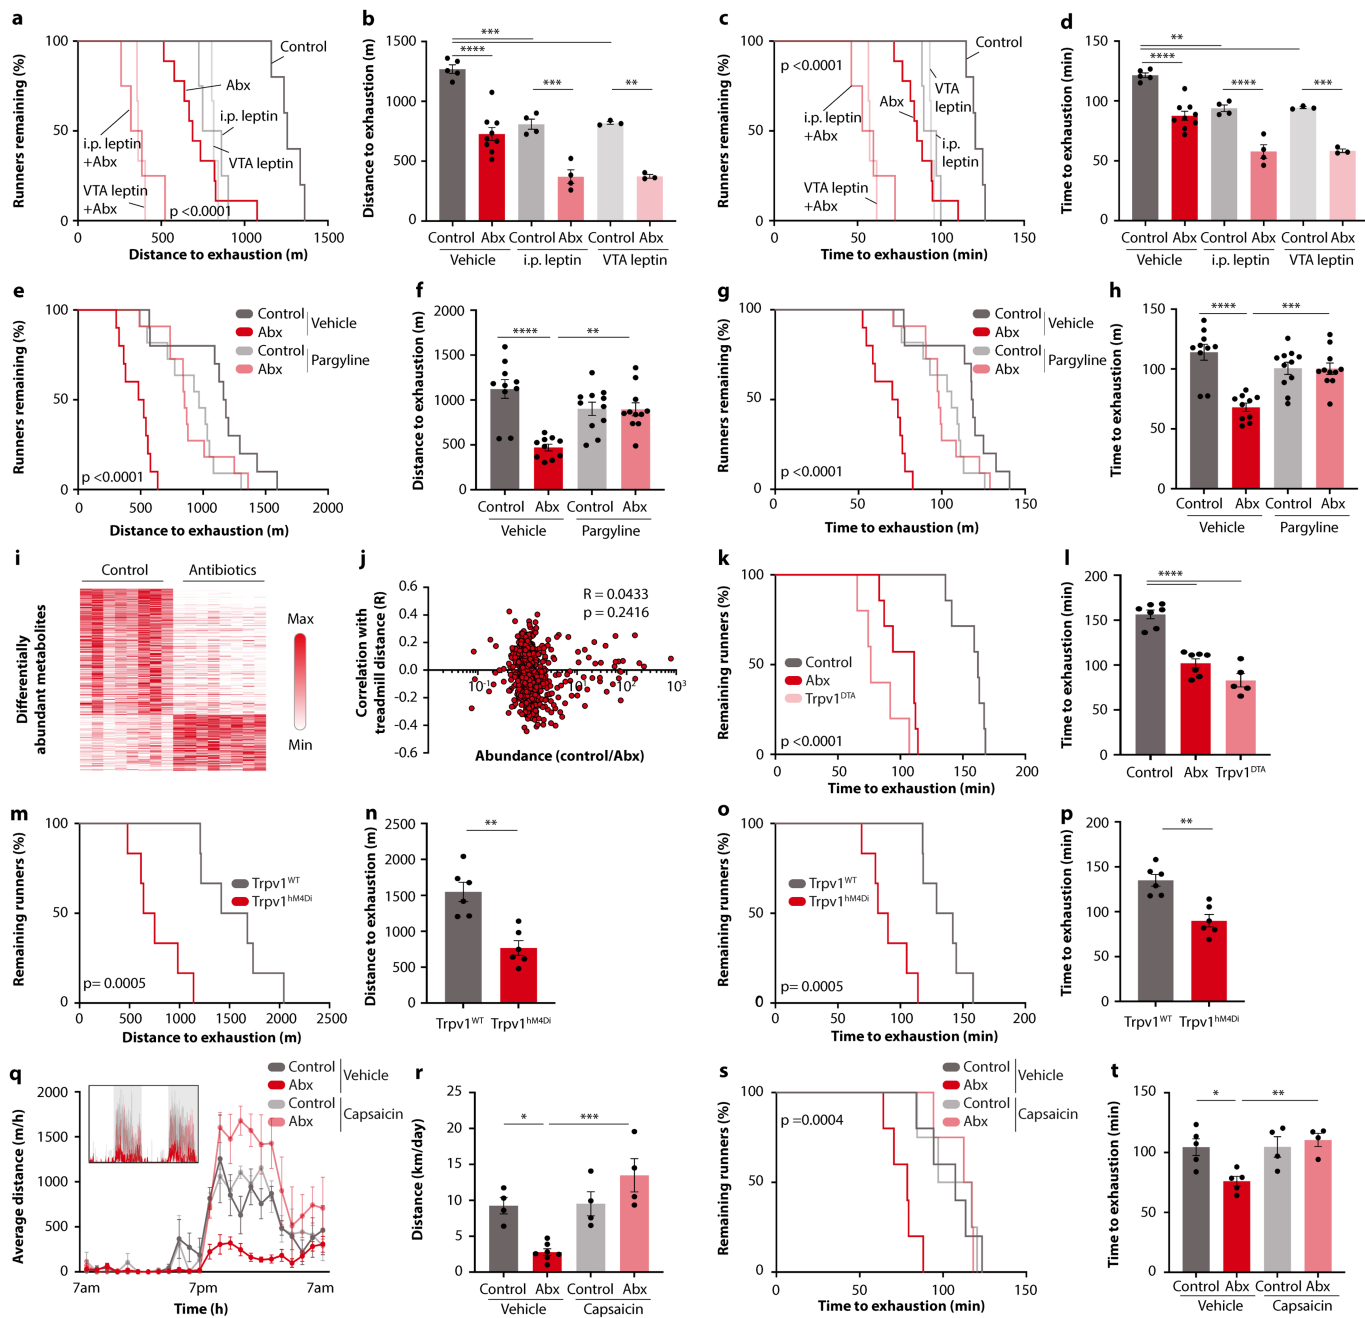 a
Runners remaining (%)
100
50
0
0
500
1000
1500
Distance to exhaustion (m)
Control
Abx
i.p. leptin
VTA leptin
i.p. leptin
+Abx
VTA leptin
+Abx
p <0.0001
b
Distance to exhaustion (m)
1500
1000
500
0
***
****
***
**
Control Abx Control Abx Control Abx
Vehicle
i.p. leptin
VTA leptin
c
Runners remaining (%)
100
50
0
0
50
100
150
Time to exhaustion (min)
p <0.0001
Control
VTA
leptin
Abx
i.p. leptin
+Abx
i.p.
leptin
VTA leptin
+Abx
d
Time to exhaustion (min)
150
100
50
0
**
****
****
***
Control Abx Control Abx Control Abx
Vehicle
i.p. leptin
VTA leptin
e
Runners remaining (%)
100
50
0
0
500
1000
1500
2000
Distance to exhaustion (m)
Control
Abx
Vehicle
Control
Abx
Pargyline
p <0.0001
f
Distance to exhaustion (m)
2000
1500
1000
500
0
****
**
Control Abx Control Abx
Vehicle
Pargyline
g
Runners remaining (%)
100
50
0
0
50
100
150
Time to exhaustion (m)
Control
Abx
Vehicle
Control
Abx
Pargyline
p <0.0001
h
Time to exhaustion (m)
150
100
50
0
****
***
Control Abx Control Abx
Vehicle
Pargyline
i
Control
Antibiotics
Differentially
abundant metabolites
Max
Min
j
Correlation with
treadmill distance (R)
0.6
0.4
0.2
-0.0
-0.2
-0.4
-0.6
10-1
101
102
103
R = 0.0433
p = 0.2416
Abundance (control/Abx)
k
Remaining runners (%)
100
50
0
0
50
100
150
200
Time to exhaustion (min)
Control
Abx
Trpv1DTA
p <0.0001
l
Time to exhaustion (min)
200
150
100
50
0
****
Control Abx Trpv1DTA
m
Remaining runners (%)
100
50
0
0
500
1000
1500
2000
2500
Distance to exhaustion (m)
Trpv1WT
Trpv1hM4Di
p= 0.0005
n
Distance to exhaustion (m)
2500
2000
1500
1000
500
0
**
Trpv1WT Trpv1hM4Di
o
Remaining runners (%)
100
50
0
0
50
100
150
200
Time to exhaustion (min)
Trpv1WT
Trpv1hM4Di
p= 0.0005
p
Time to exhaustion (min)
200
150
100
50
0
**
Trpv1WT Trpv1hM4Di
q
Average distance (m/h)
2000
1500
1000
500
0
7am
7pm
7am
Time (h)
Control
Abx
Vehicle
Control
Abx
Capsaicin
r
Distance (km/day)
25
20
15
10
5
0
*
***
Control Abx Control Abx
Vehicle
Capsaicin
s
Remaining runners (%)
100
50
0
0
50
100
150
Time to exhaustion (min)
p =0.0004
Control
Abx
Vehicle
Control
Abx
Capsaicin
t
Time to exhaustion (min)
150
100
50
0
*
**
Control Abx Control Abx
Vehicle
Capsaicin